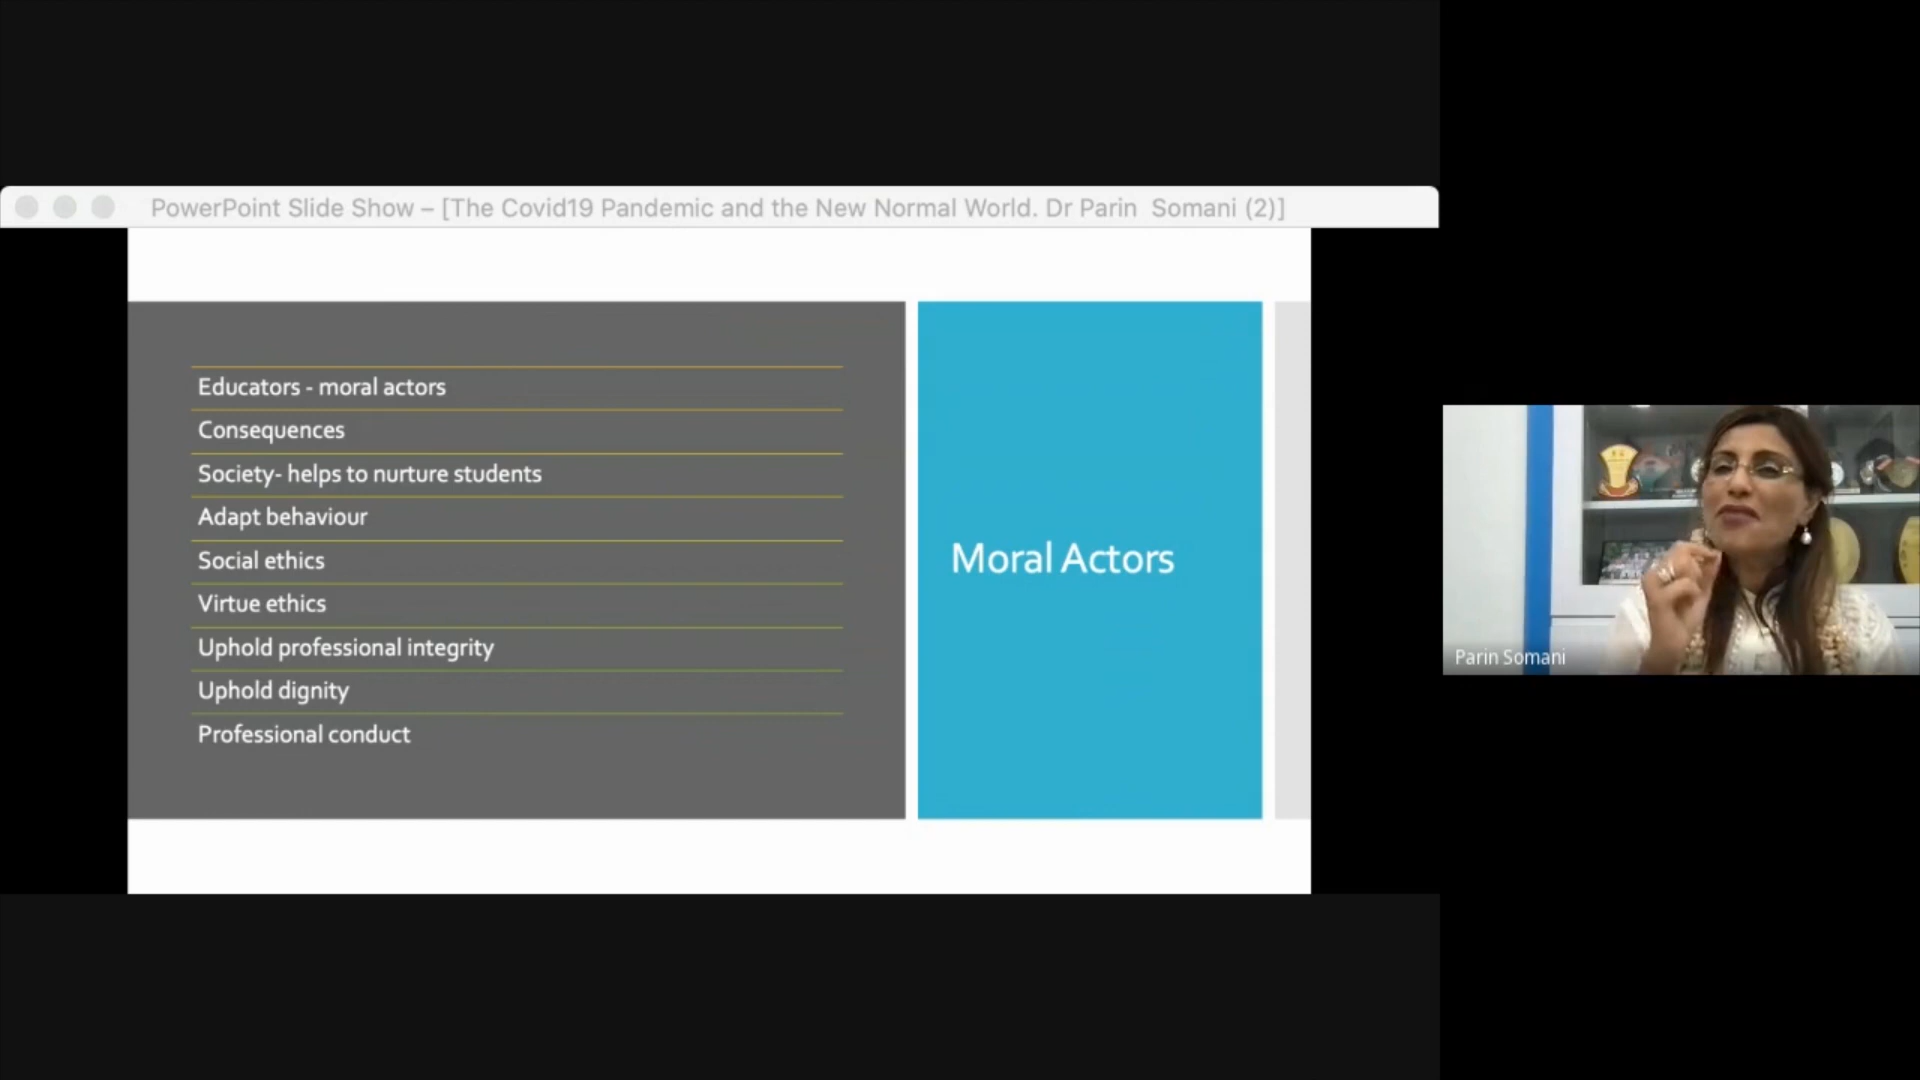 PowerPoint Slide Show – [The Covid19 Pandemic and the New Normal World. Dr Parin  Somani (2)]
Educators - moral actors
Consequences
Society- helps to nurture students
Adapt behaviour
Social ethics
Virtue ethics
Uphold professional integrity
Uphold dignity
Professional conduct
Moral Actors
Parin Somani